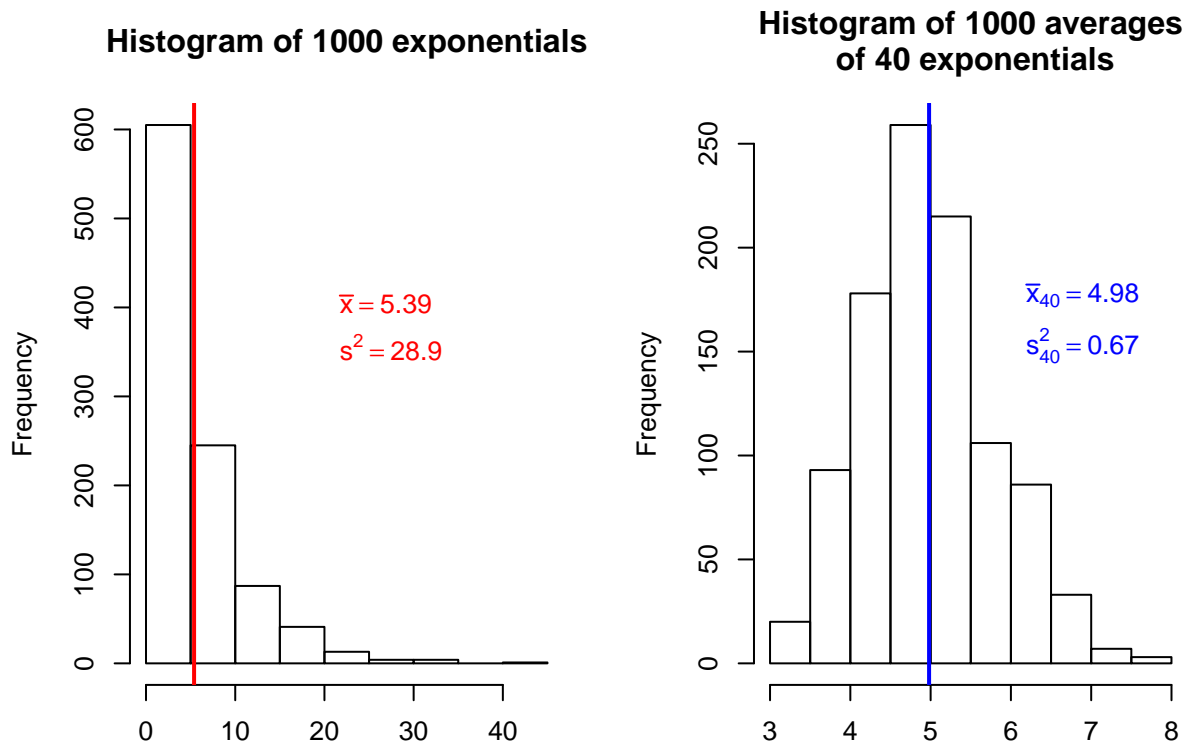 Histogram of 1000 exponentials
Frequency
0
100
200
300
400
500
600
0 10 20 30 40
x̅ = 5.39
s² = 28.9
Histogram of 1000 averages
of 40 exponentials
Frequency
0
50
100
150
200
250
3 4 5 6 7 8
x̅₄₀ = 4.98
s²₄₀ = 0.67